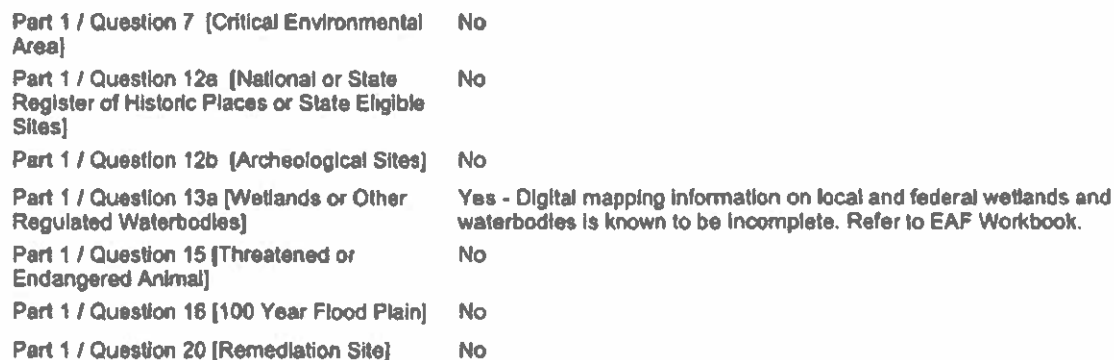 Part 1 / Question 7 [Critical Environmental Area] No
Part 1 / Question 12a [National or State Register of Historic Places or State Eligible Sites] No
Part 1 / Question 12b [Archeological Sites] No
Part 1 / Question 13a [Wetlands or Other Regulated Waterbodies] Yes - Digital mapping information on local and federal wetlands and waterbodies is known to be incomplete. Refer to EAF Workbook.
Part 1 / Question 15 [Threatened or Endangered Animal] No
Part 1 / Question 16 [100 Year Flood Plain] No
Part 1 / Question 20 [Remediation Site] No